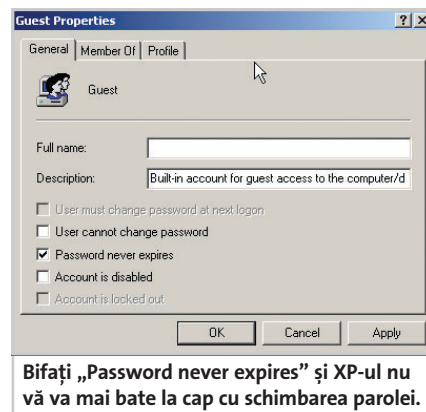 Guest Properties
General
Member Of
Profile
Guest
Full name:
Description:
Built-in account for guest access to the computer/d
User must change password at next logon
User cannot change password
Password never expires
Account is disabled
Account is locked out
OK
Cancel
Apply
Bifați „Password never expires” și XP-ul nu
vă va mai bate la cap cu schimbarea parolei.